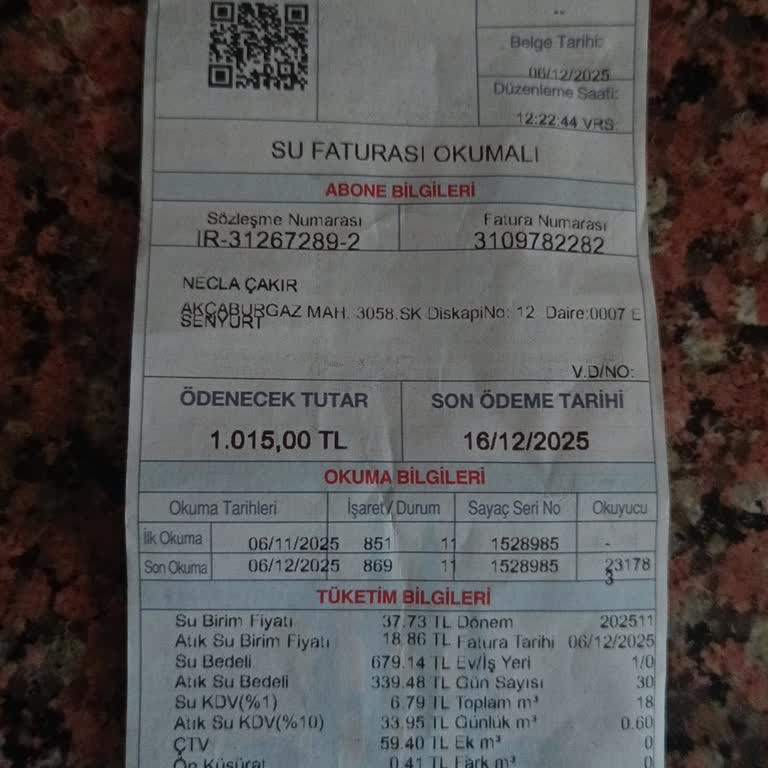 --
Belge Tarihi:
06/12/2025
Düzenleme Saati:
12:22:44 VRS:
SU FATURASI OKUMALI
ABONE BİLGİLERİ
Sözleşme Numarası Fatura Numarası
IR-31267289-2 3109782282
NECLA ÇAKIR
AKÇABURGAZ MAH. 3058.SK DiskapiNo: 12 Daire:0007 E
SENYURT
V.D/NO:
ÖDENECEK TUTAR SON ÖDEME TARİHİ
1.015,00 TL 16/12/2025
OKUMA BİLGİLERİ
Okuma Tarihleri İşaret / Durum Sayaç Seri No Okuyucu
İlk Okuma 06/11/2025 851 11 1528985 -
Son Okuma 06/12/2025 869 11 1528985 23178
3
TÜKETİM BİLGİLERİ
Su Birim Fiyatı 37.73 TL Dönem 202511
Atık Su Birim Fiyatı 18.86 TL Fatura Tarihi 06/12/2025
Su Bedeli 679.14 TL Ev/İş Yeri 1/0
Atık Su Bedeli 339.48 TL Gün Sayısı 30
Su KDV(%1) 6.79 TL Toplam m³ 18
Atık Su KDV(%10) 33.95 TL Günlük m³ 0.60
ÇTV 59.40 TL Ek m³ 0
Ön Küsürat 0.41 TL Fark m³ 0